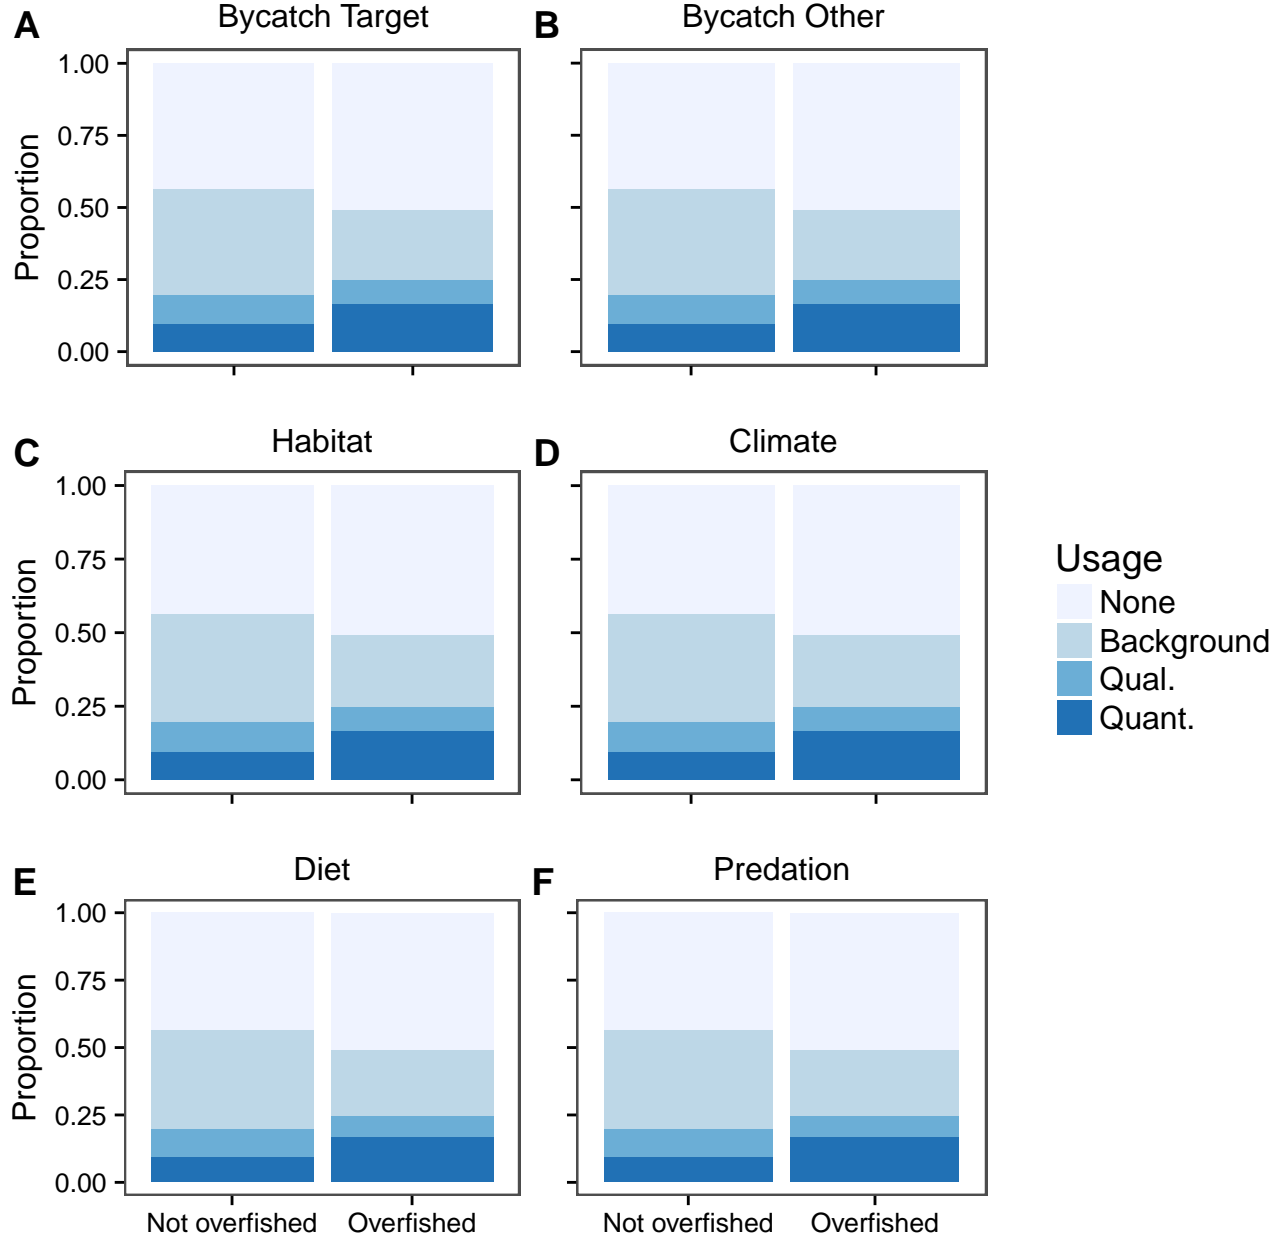 A
Bycatch Target
B
Bycatch Other
Proportion
1.00
0.75
0.50
0.25
0.00
C
Habitat
D
Climate
Proportion
1.00
0.75
0.50
0.25
0.00
Usage
None
Background
Qual.
Quant.
E
Diet
F
Predation
Proportion
1.00
0.75
0.50
0.25
0.00
Not overfished
Overfished
Not overfished
Overfished